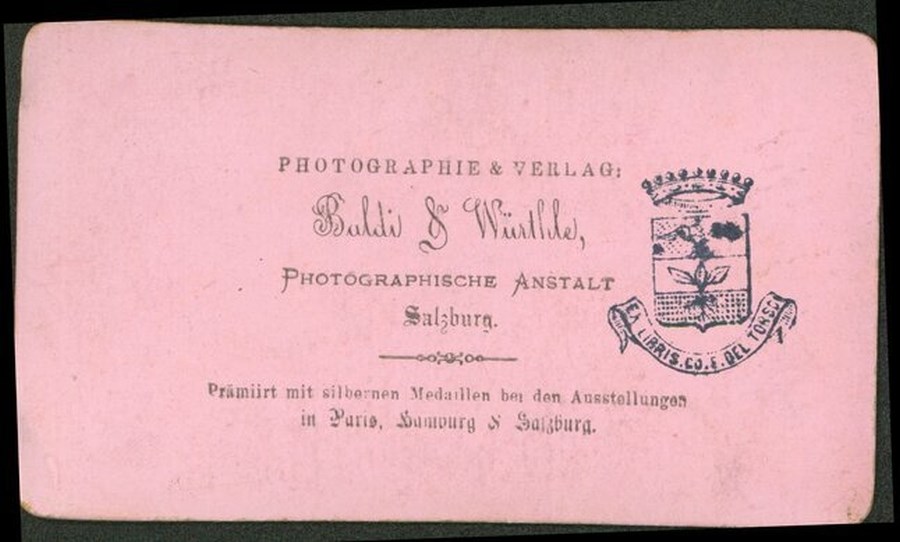 PHOTOGRAPHIE & VERLAG:
Baldi & Würthle,
PHOTOGRAPHISCHE ANSTALT
Salzburg.
Prämiirt mit silbernen Medaillen bei den Ausstellungen
in Paris, Hamburg & Salzburg.
EX LIBRIS.CO.E.DEL TORSO